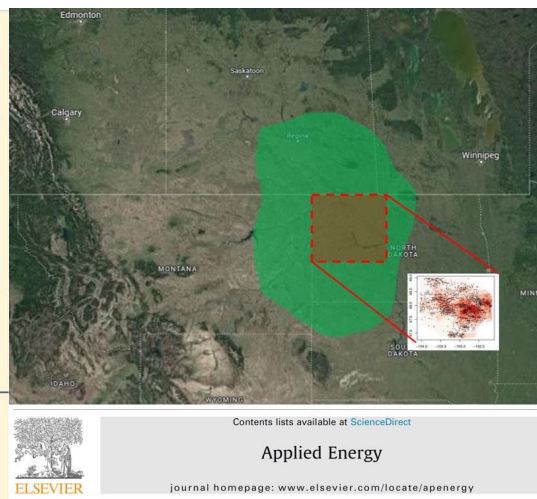 Edmonton
Saskatoon
Calgary
Regina
Winnipeg
NORTH
DAKOTA
MONTANA
MINN
SOU
DAKOTA
IDAHO
WYOMING
Contents lists available at ScienceDirect
Applied Energy
journal homepage: www.elsevier.com/locate/apenergy
ELSEVIER